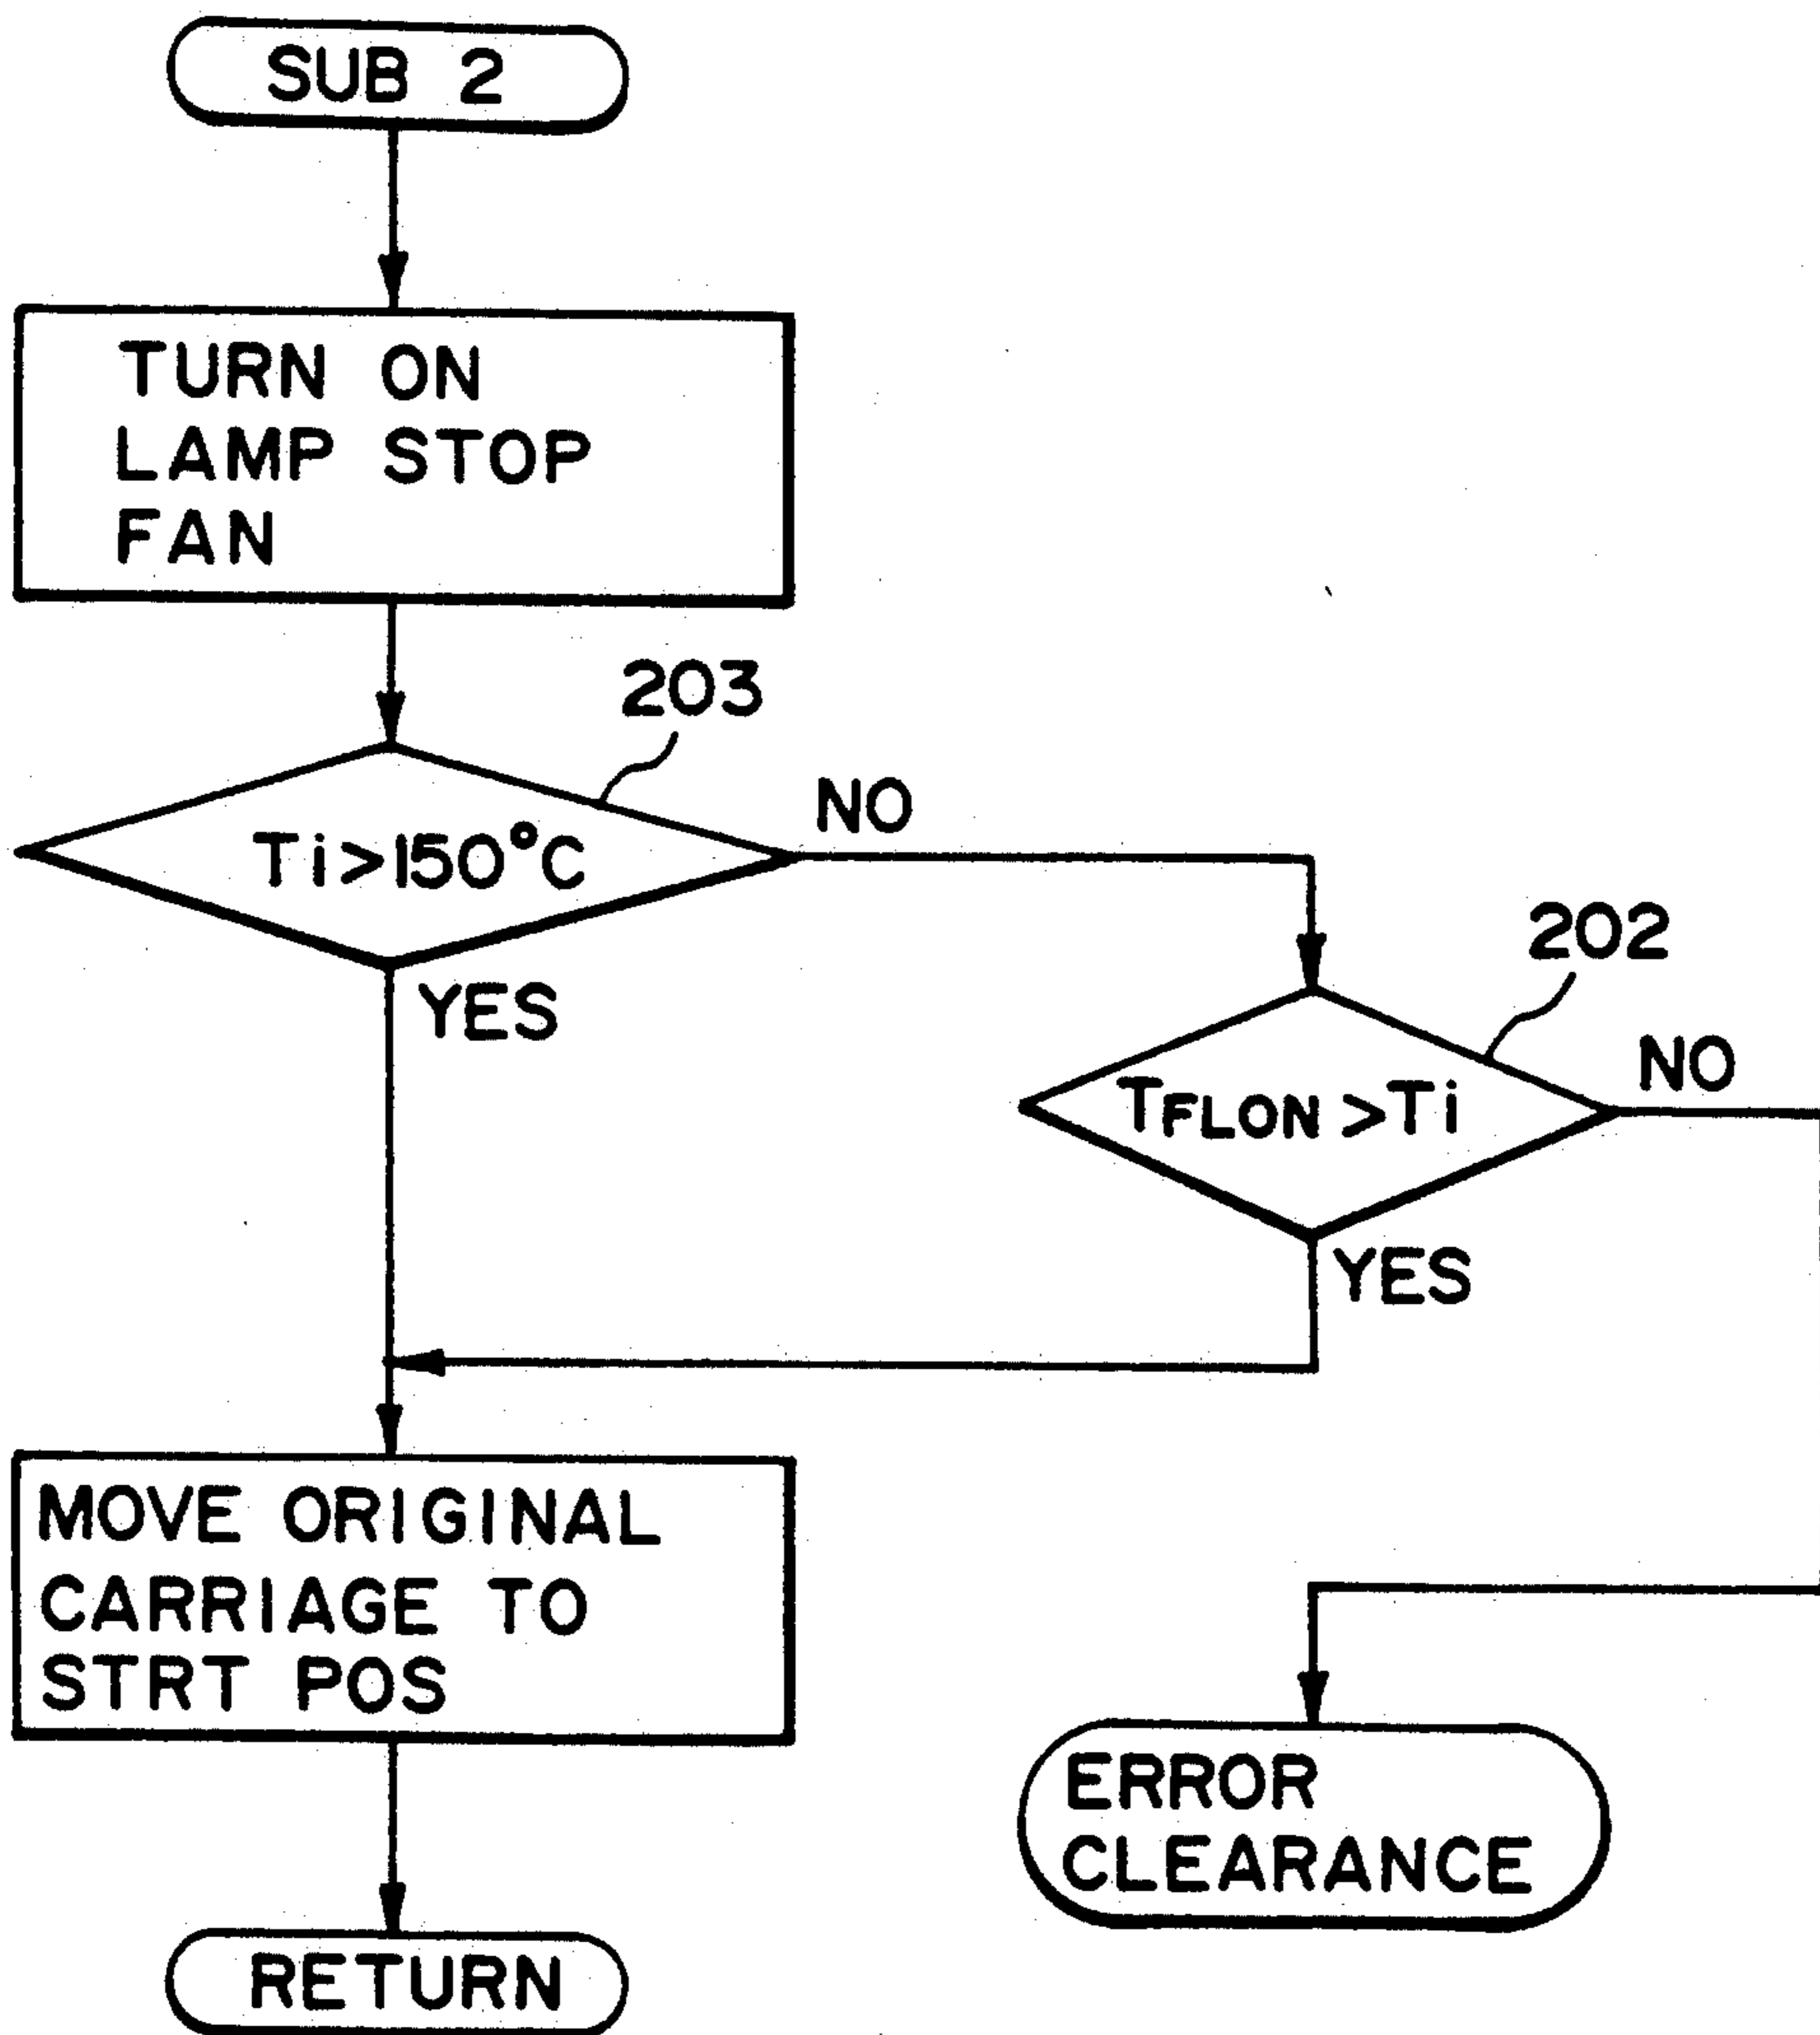 SUB 2
TURN ON
LAMP STOP
FAN
203
Ti>150°C
NO
YES
202
TFLON >Ti
NO
YES
MOVE ORIGINAL
CARRIAGE TO
STRT POS
ERROR
CLEARANCE
RETURN